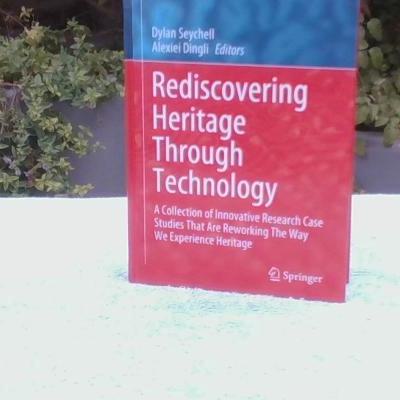 Dylan Seychell
Alexiei Dingli Editors
Rediscovering
Heritage
Through
Technology
A Collection of Innovative Research Case
Studies That Are Reworking The Way
We Experience Heritage
Springer